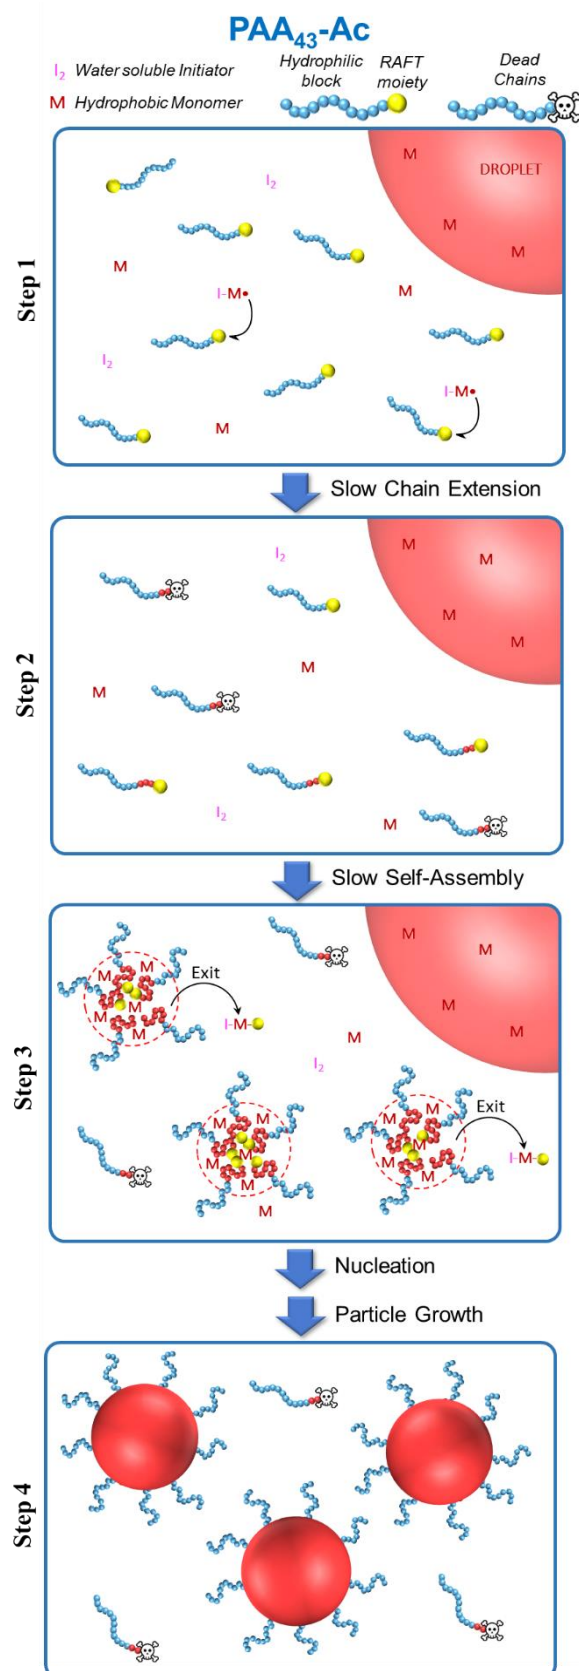 PAA43-Ac
I2 Water soluble Initiator
M Hydrophobic Monomer
Hydrophilic block
RAFT moiety
Dead Chains
Step 1
M
DROPLET
I2
M
M
M
M
I-M•
M
I2
I-M•
M
Slow Chain Extension
Step 2
I2
M
M
M
M
M
M
I2
M
Slow Self-Assembly
Step 3
M
M
M
M
M
M
M
M
M
Exit
I-M-
M
I2
M
M
M
M
M
M
M
M
M
M
M
M
Exit
I-M-
M
Nucleation
Particle Growth
Step 4